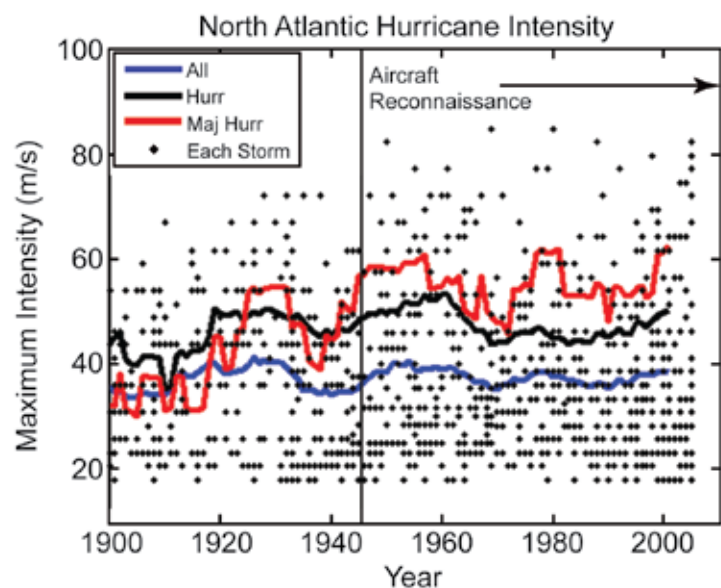 North Atlantic Hurricane Intensity
100
80
60
40
20
Maximum Intensity (m/s)
All
Hurr
Maj Hurr
Each Storm
Aircraft
Reconnaissance
1900
1920
1940
1960
1980
2000
Year